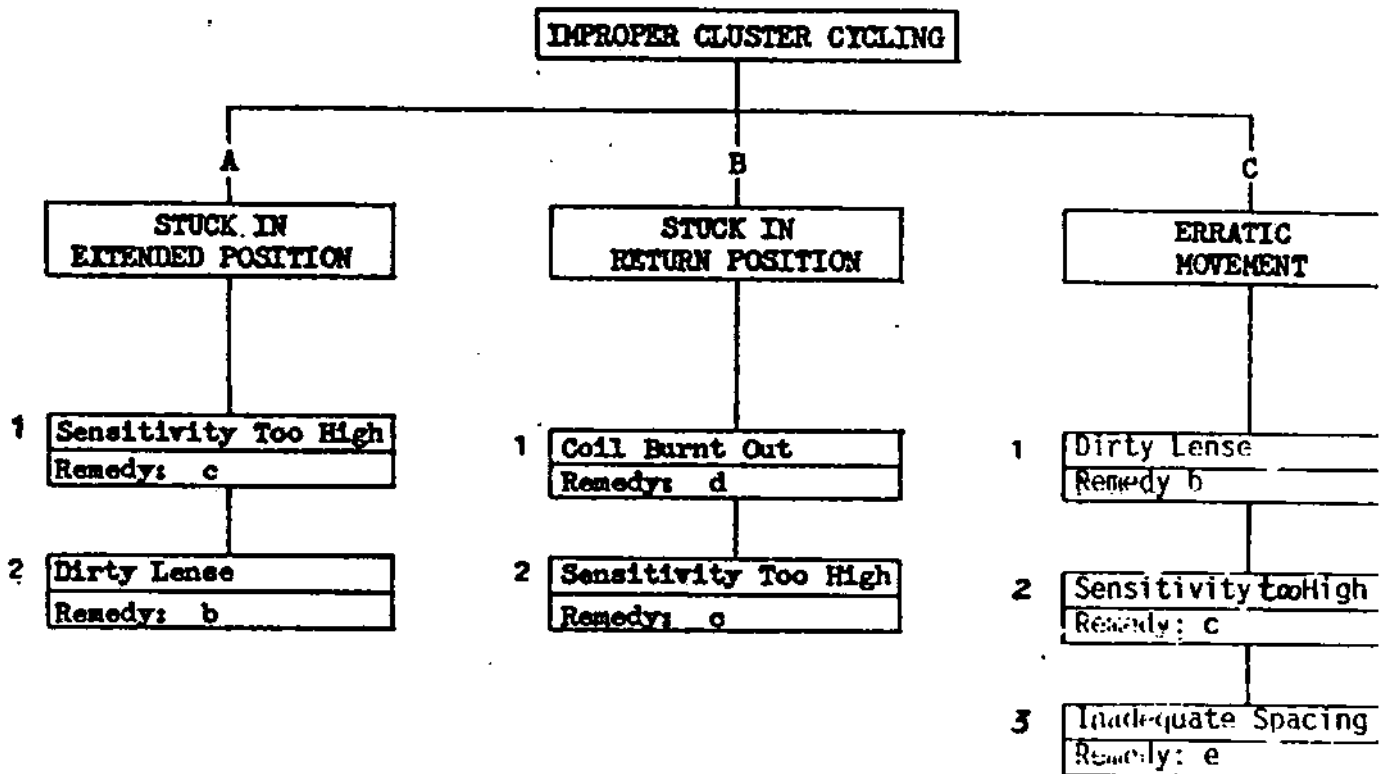 IMPROPER CLUSTER CYCLING
A
B
C
STUCK IN
EXTENDED POSITION
STUCK IN
RETURN POSITION
ERRATIC
MOVEMENT
1
Sensitivity Too High
Remedy: c
2
Dirty Lense
Remedy: b
1
Coil Burnt Out
Remedy: d
2
Sensitivity Too High
Remedy: c
1
Dirty Lense
Remedy b
2
Sensitivity too High
Remedy: c
3
Inadequate Spacing
Remedy: e